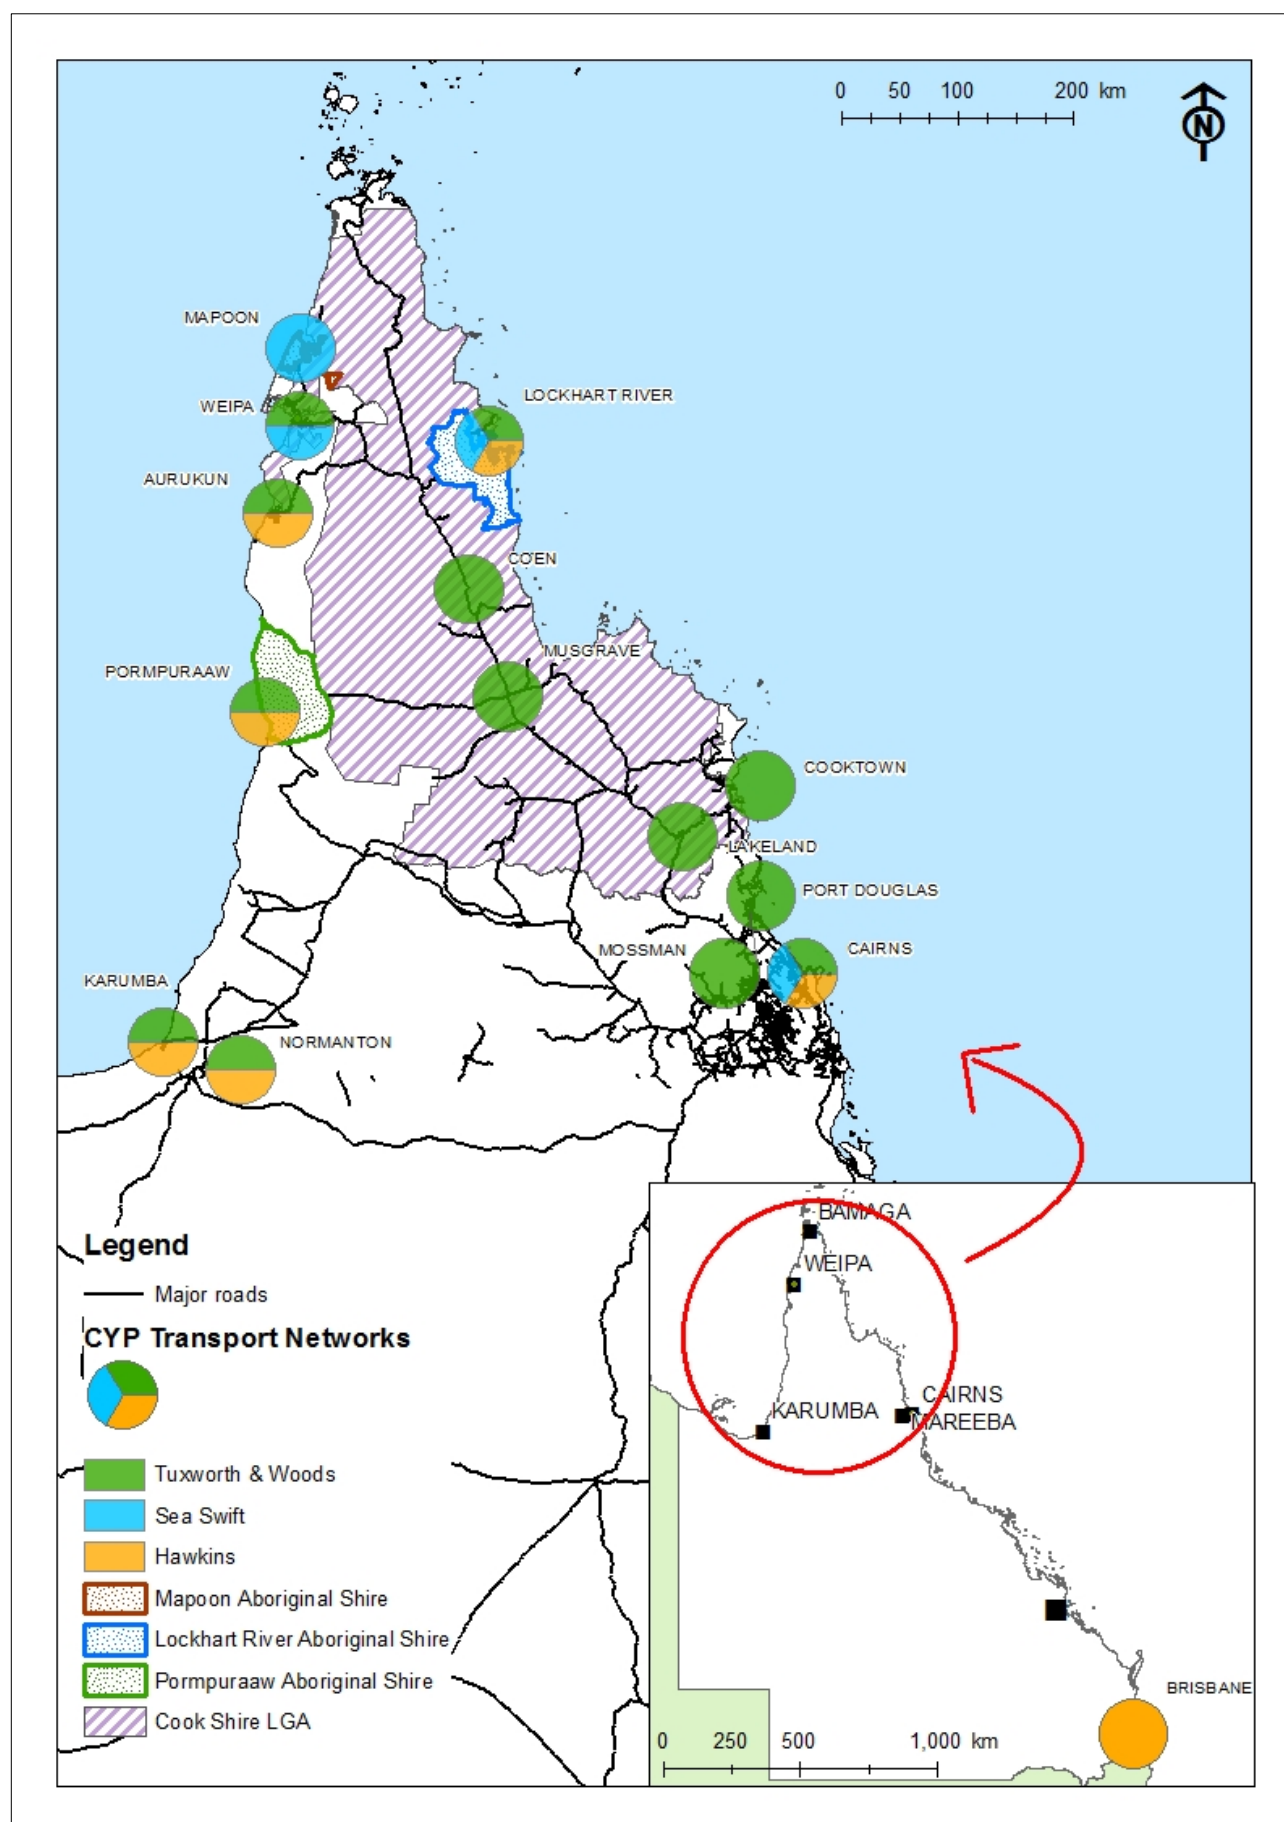 0 50 100 200 km
N
MAPOON
WEIPA
LOCKHART RIVER
AURUKUN
COEN
MUSGRAVE
PORMPURAAW
COOKTOWN
LAKELAND
PORT DOUGLAS
MOSSMAN
CAIRNS
KARUMBA
NORMANTON
Legend
Major roads
CYP Transport Networks
Tuxworth & Woods
Sea Swift
Hawkins
Mapoon Aboriginal Shire
Lockhart River Aboriginal Shire
Pormpuraaw Aboriginal Shire
Cook Shire LGA
BAMAGA
WEIPA
CAIRNS
KARUMBA
MAREEBA
BRISBANE
0 250 500 1,000 km